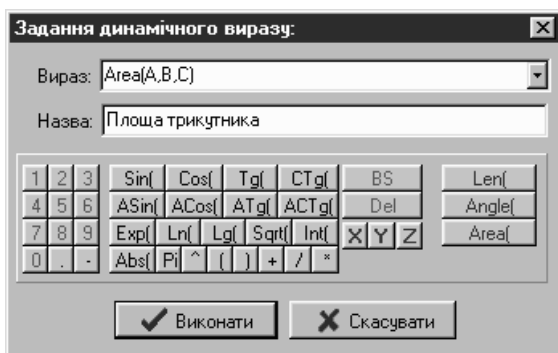 Задання динамічного виразу:
Вираз: Area(A,B,C)
Назва: Площа трикутника
1 2 3 Sin( Cos( Tg( CTg( BS Len(
4 5 6 ASin( ACos( ATg( ACTg( Del Angle(
7 8 9 Exp( Ln( Lg( Sqrt( Int( X Y Z Area(
0 . - Abs( Pi ^ ( ) + / *
Виконати Скасувати